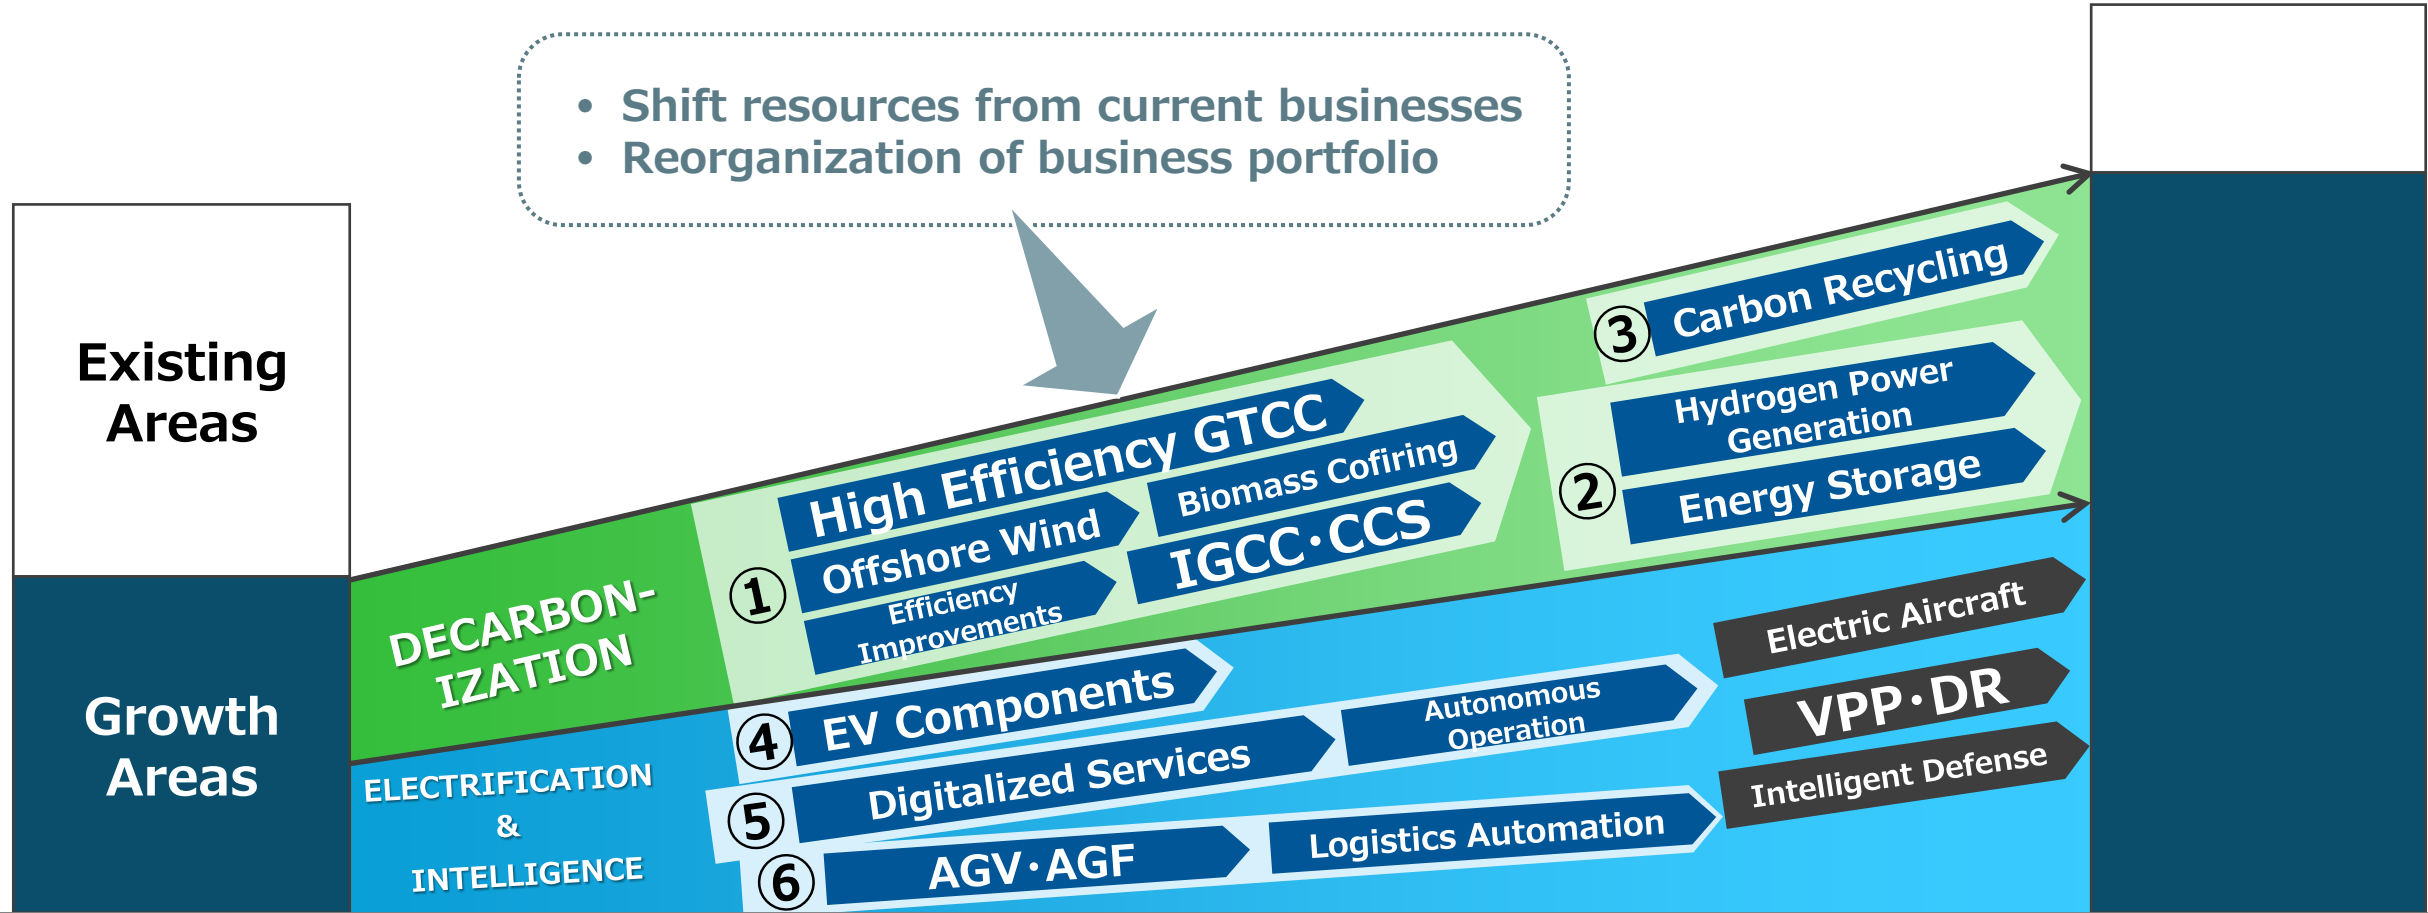 • Shift resources from current businesses
• Reorganization of business portfolio
Existing
Areas
Growth
Areas
DECARBON-
IZATION
①
High Efficiency GTCC
Offshore Wind
Efficiency
Improvements
Biomass Cofiring
IGCC・CCS
②
Hydrogen Power
Generation
Energy Storage
③
Carbon Recycling
ELECTRIFICATION
&
INTELLIGENCE
④
EV Components
⑤
Digitalized Services
Autonomous
Operation
⑥
AGV・AGF
Logistics Automation
Electric Aircraft
VPP・DR
Intelligent Defense